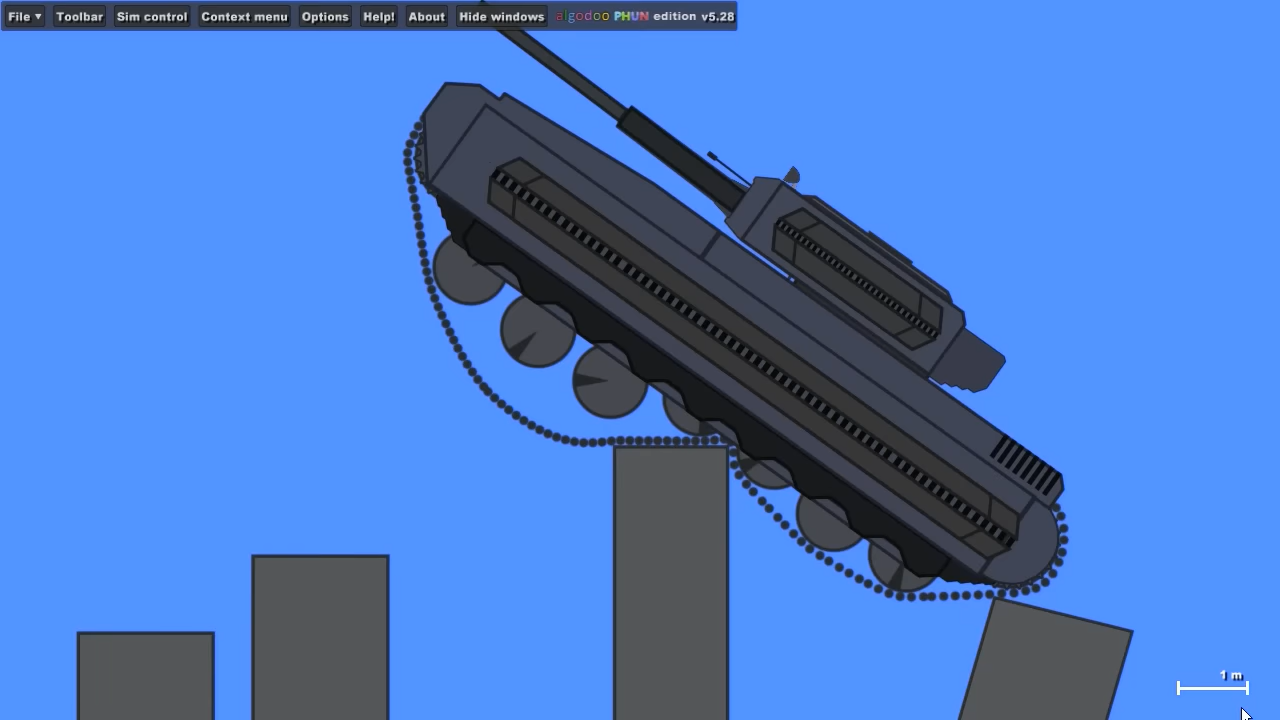 File ▼ Toolbar Sim control Context menu Options Help! About Hide windows algodoo PHUN edition v5.28
1 m